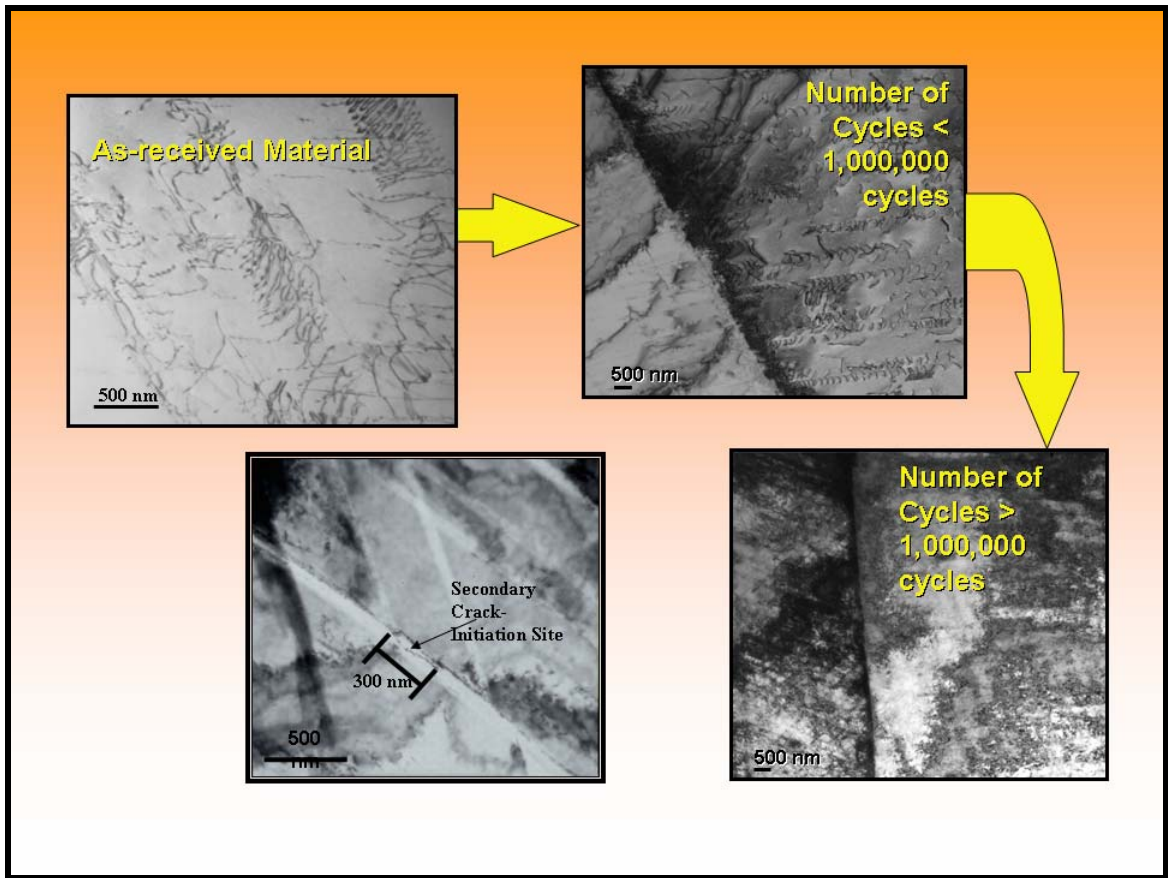 As-received Material
500 nm
Number of
Cycles <
1,000,000
cycles
500 nm
Number of
Cycles >
1,000,000
cycles
500 nm
Secondary
Crack-
Initiation Site
300 nm
500
nm